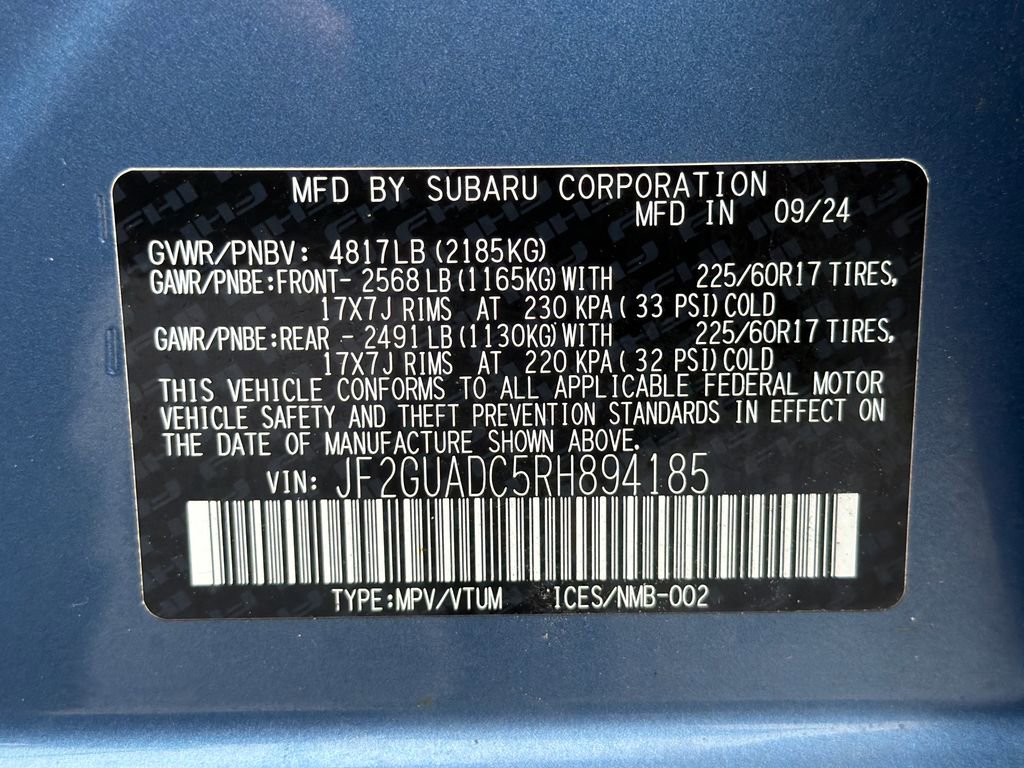 MFD BY SUBARU CORPORATION
MFD IN 09/24
GVWR/PNBV: 4817LB (2185KG)
GAWR/PNBE:FRONT- 2568 LB (1165KG) WITH 225/60R17 TIRES,
17X7J RIMS AT 230 KPA ( 33 PSI) COLD
GAWR/PNBE:REAR - 2491 LB (1130KG) WITH 225/60R17 TIRES,
17X7J RIMS AT 220 KPA ( 32 PSI) COLD
THIS VEHICLE CONFORMS TO ALL APPLICABLE FEDERAL MOTOR
VEHICLE SAFETY AND THEFT PREVENTION STANDARDS IN EFFECT ON
THE DATE OF MANUFACTURE SHOWN ABOVE.
VIN: JF2GUADC5RH894185
TYPE:MPV/VTUM ICES/NMB-002